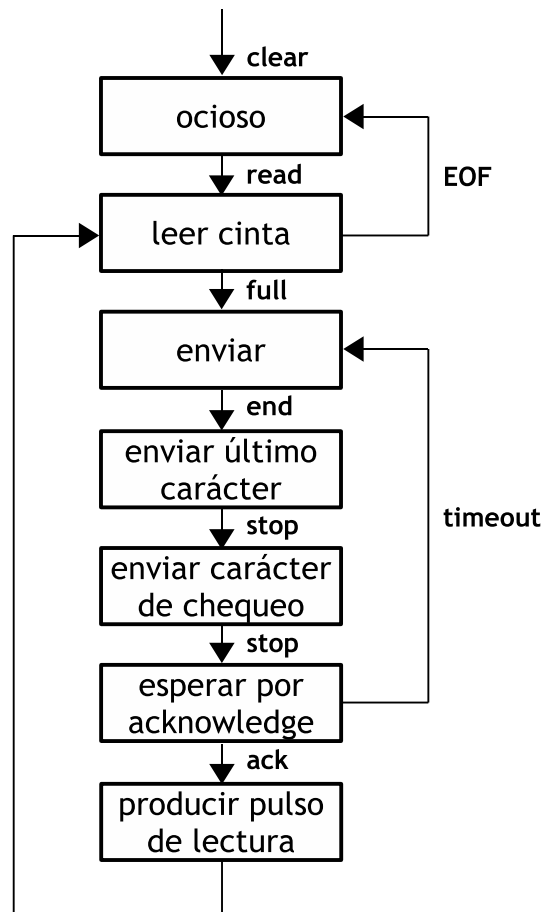 clear
ocioso
read
EOF
leer cinta
full
enviar
end
enviar último
carácter
stop
timeout
enviar carácter
de chequeo
stop
esperar por
acknowledge
ack
producir pulso
de lectura